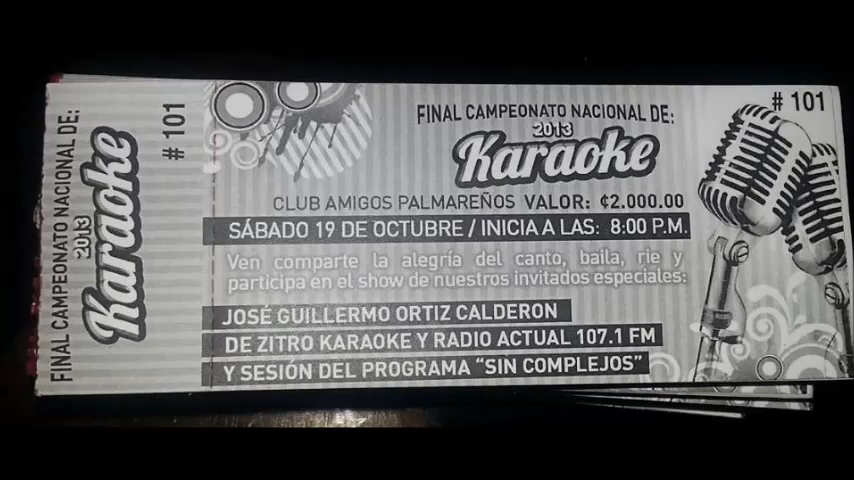 FINAL CAMPEONATO NACIONAL DE:
2013
Karaoke
# 101
FINAL CAMPEONATO NACIONAL DE:
# 101
2013
Karaoke
CLUB AMIGOS PALMAREÑOS VALOR: ¢2.000.00
SÁBADO 19 DE OCTUBRE / INICIA A LAS: 8:00 P.M.
Ven comparte la alegría del canto, baila, rie y
participa en el show de nuestros invitados especiales:
JOSÉ GUILLERMO ORTIZ CALDERON
DE ZITRO KARAOKE Y RADIO ACTUAL 107.1 FM
Y SESIÓN DEL PROGRAMA “SIN COMPLEJOS”